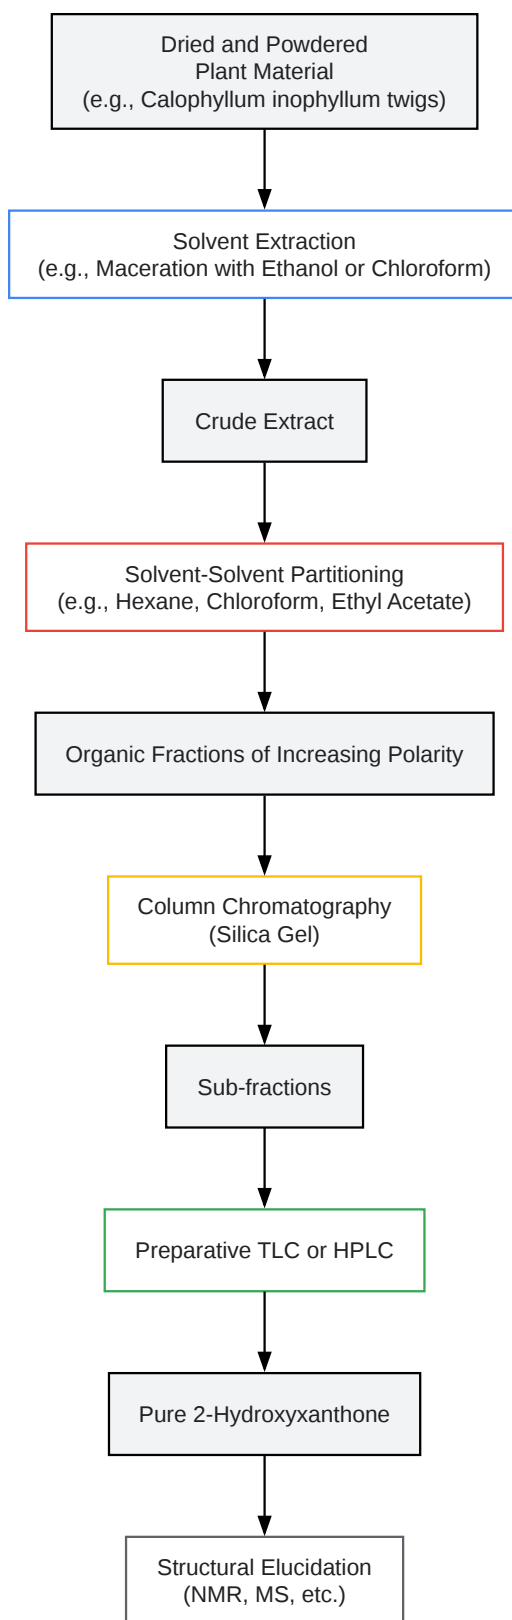 Dried and Powdered
Plant Material
(e.g., Calophyllum inophyllum twigs)
Solvent Extraction
(e.g., Maceration with Ethanol or Chloroform)
Crude Extract
Solvent-Solvent Partitioning
(e.g., Hexane, Chloroform, Ethyl Acetate)
Organic Fractions of Increasing Polarity
Column Chromatography
(Silica Gel)
Sub-fractions
Preparative TLC or HPLC
Pure 2-Hydroxyxanthone
Structural Elucidation
(NMR, MS, etc.)